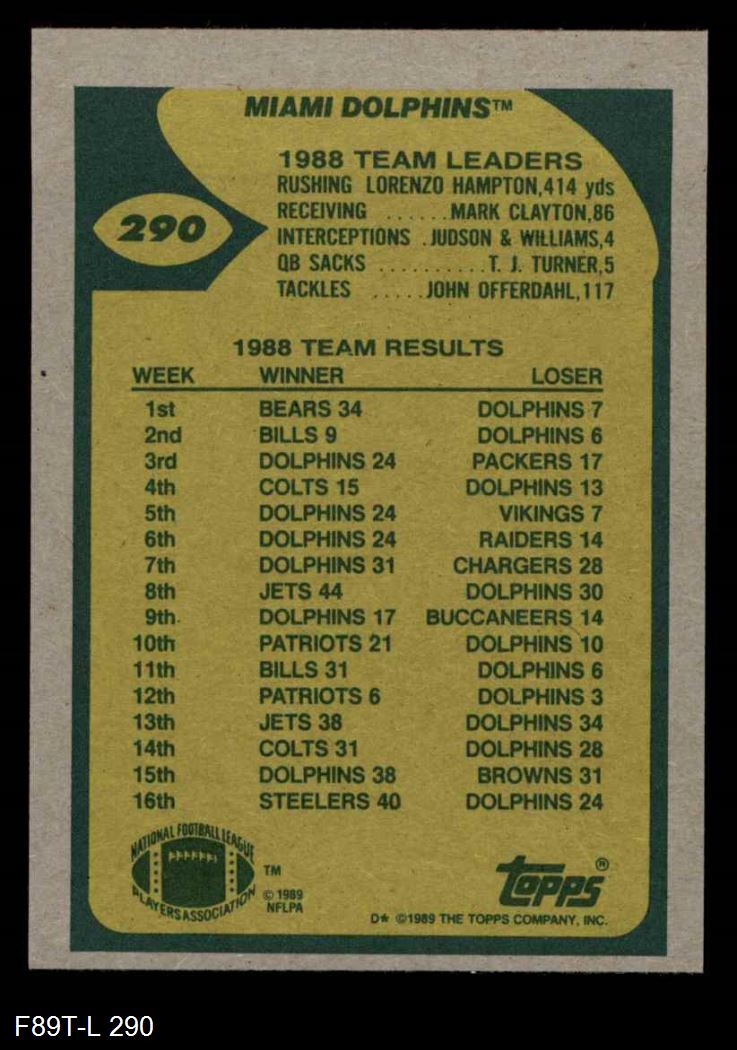 MIAMI DOLPHINS™
1988 TEAM LEADERS
RUSHING LORENZO HAMPTON,414 yds
RECEIVING ......MARK CLAYTON,86
290
INTERCEPTIONS .JUDSON & WILLIAMS,4
QB SACKS ..........T. J. TURNER,5
TACKLES .....JOHN OFFERDAHL,117
1988 TEAM RESULTS
WEEK WINNER LOSER
1st BEARS 34 DOLPHINS 7
2nd BILLS 9 DOLPHINS 6
3rd DOLPHINS 24 PACKERS 17
4th COLTS 15 DOLPHINS 13
5th DOLPHINS 24 VIKINGS 7
6th DOLPHINS 24 RAIDERS 14
7th DOLPHINS 31 CHARGERS 28
8th JETS 44 DOLPHINS 30
9th DOLPHINS 17 BUCCANEERS 14
10th PATRIOTS 21 DOLPHINS 10
11th BILLS 31 DOLPHINS 6
12th PATRIOTS 6 DOLPHINS 3
13th JETS 38 DOLPHINS 34
14th COLTS 31 DOLPHINS 28
15th DOLPHINS 38 BROWNS 31
16th STEELERS 40 DOLPHINS 24
NATIONAL FOOTBALL LEAGUE
PLAYERS ASSOCIATION
TM
© 1989
NFLPA
topps®
D★ ©1989 THE TOPPS COMPANY, INC.
F89T-L 290